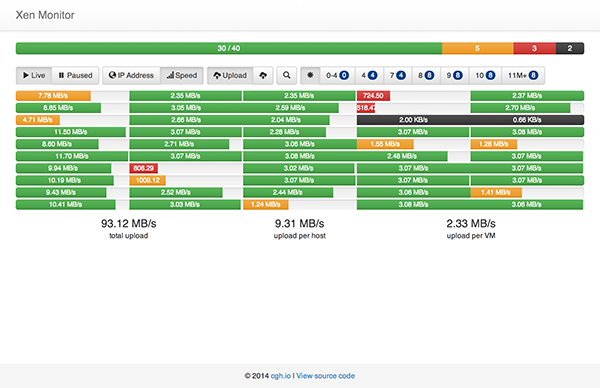 Xen Monitor
30 / 40 5 3 2
Live Paused IP Address Speed Upload 0-4 0 4 4 7 4 8 8 9 8 10 8 11M+ 8
7.78 MB/s 2.35 MB/s 2.35 MB/s 724.50 2.37 MB/s
8.85 MB/s 3.05 MB/s 2.59 MB/s 518.47 2.70 MB/s
4.71 MB/s 2.66 MB/s 2.04 MB/s 2.00 KB/s 0.66 KB/s
11.50 MB/s 3.07 MB/s 2.28 MB/s 3.07 MB/s 3.08 MB/s
8.60 MB/s 2.71 MB/s 3.06 MB/s 1.55 MB/s 1.28 MB/s
11.70 MB/s 3.07 MB/s 3.08 MB/s 2.48 MB/s 3.07 MB/s
9.94 MB/s 808.29 3.02 MB/s 3.07 MB/s 3.07 MB/s
10.19 MB/s 1009.12 3.07 MB/s 3.07 MB/s 3.07 MB/s
9.43 MB/s 2.52 MB/s 2.44 MB/s 3.06 MB/s 1.41 MB/s
10.41 MB/s 3.03 MB/s 1.24 MB/s 3.08 MB/s 3.06 MB/s
93.12 MB/s 9.31 MB/s 2.33 MB/s
total upload upload per host upload per VM
© 2014 cgh.io | View source code